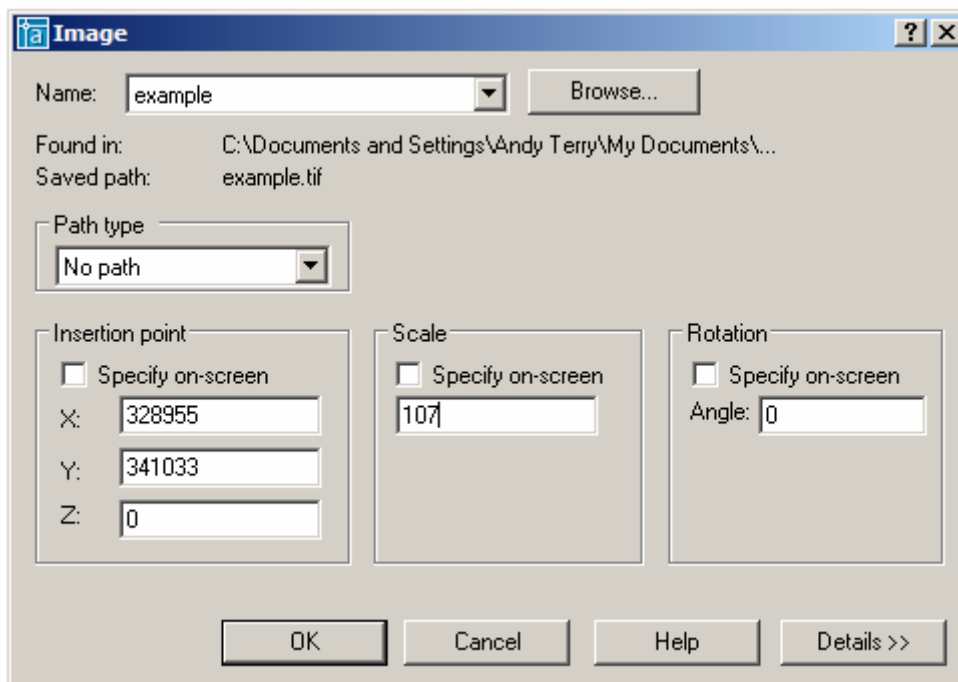 Image
Name: example Browse...
Found in: C:\Documents and Settings\Andy Terry\My Documents\...
Saved path: example.tif
Path type
No path
Insertion point
Specify on-screen
X: 328955
Y: 341033
Z: 0
Scale
Specify on-screen
107
Rotation
Specify on-screen
Angle: 0
OK Cancel Help Details >>